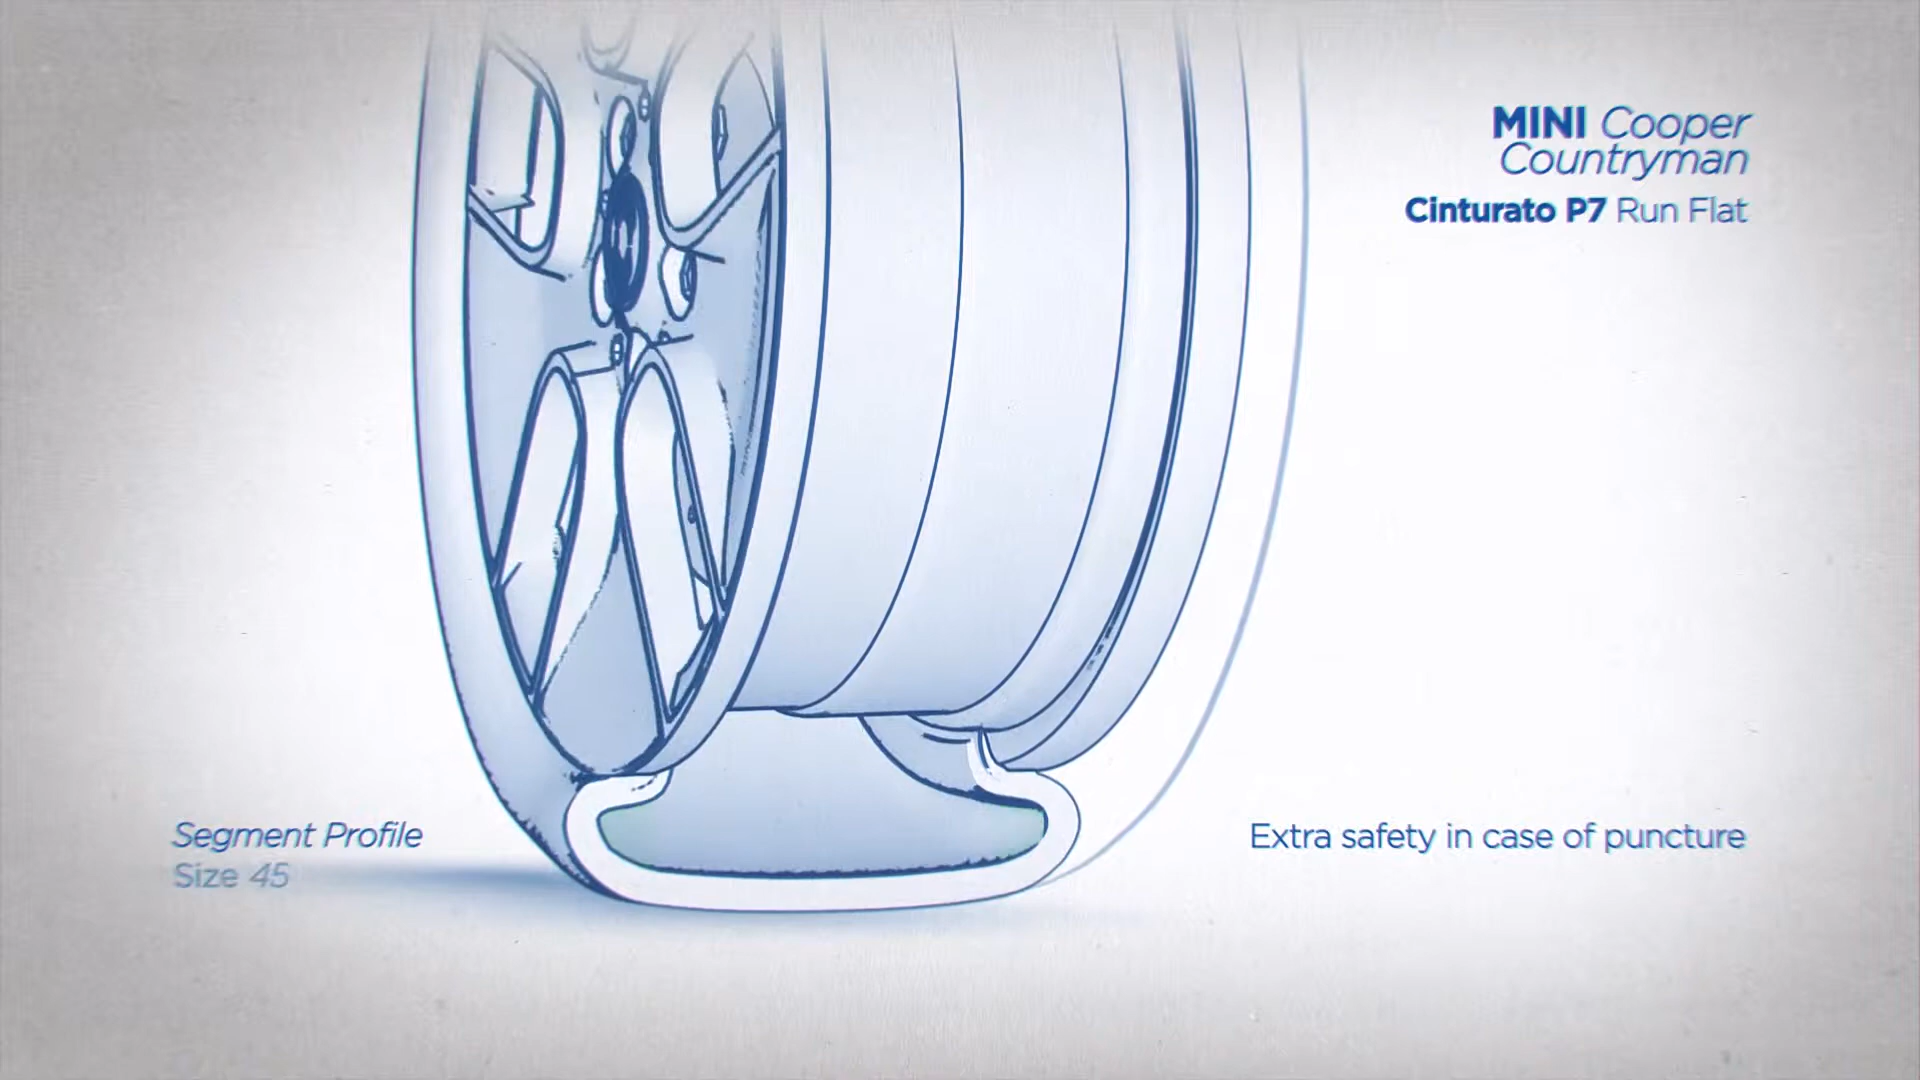 MINI Cooper
Countryman
Cinturato P7 Run Flat
Segment Profile
Size 45
Extra safety in case of puncture